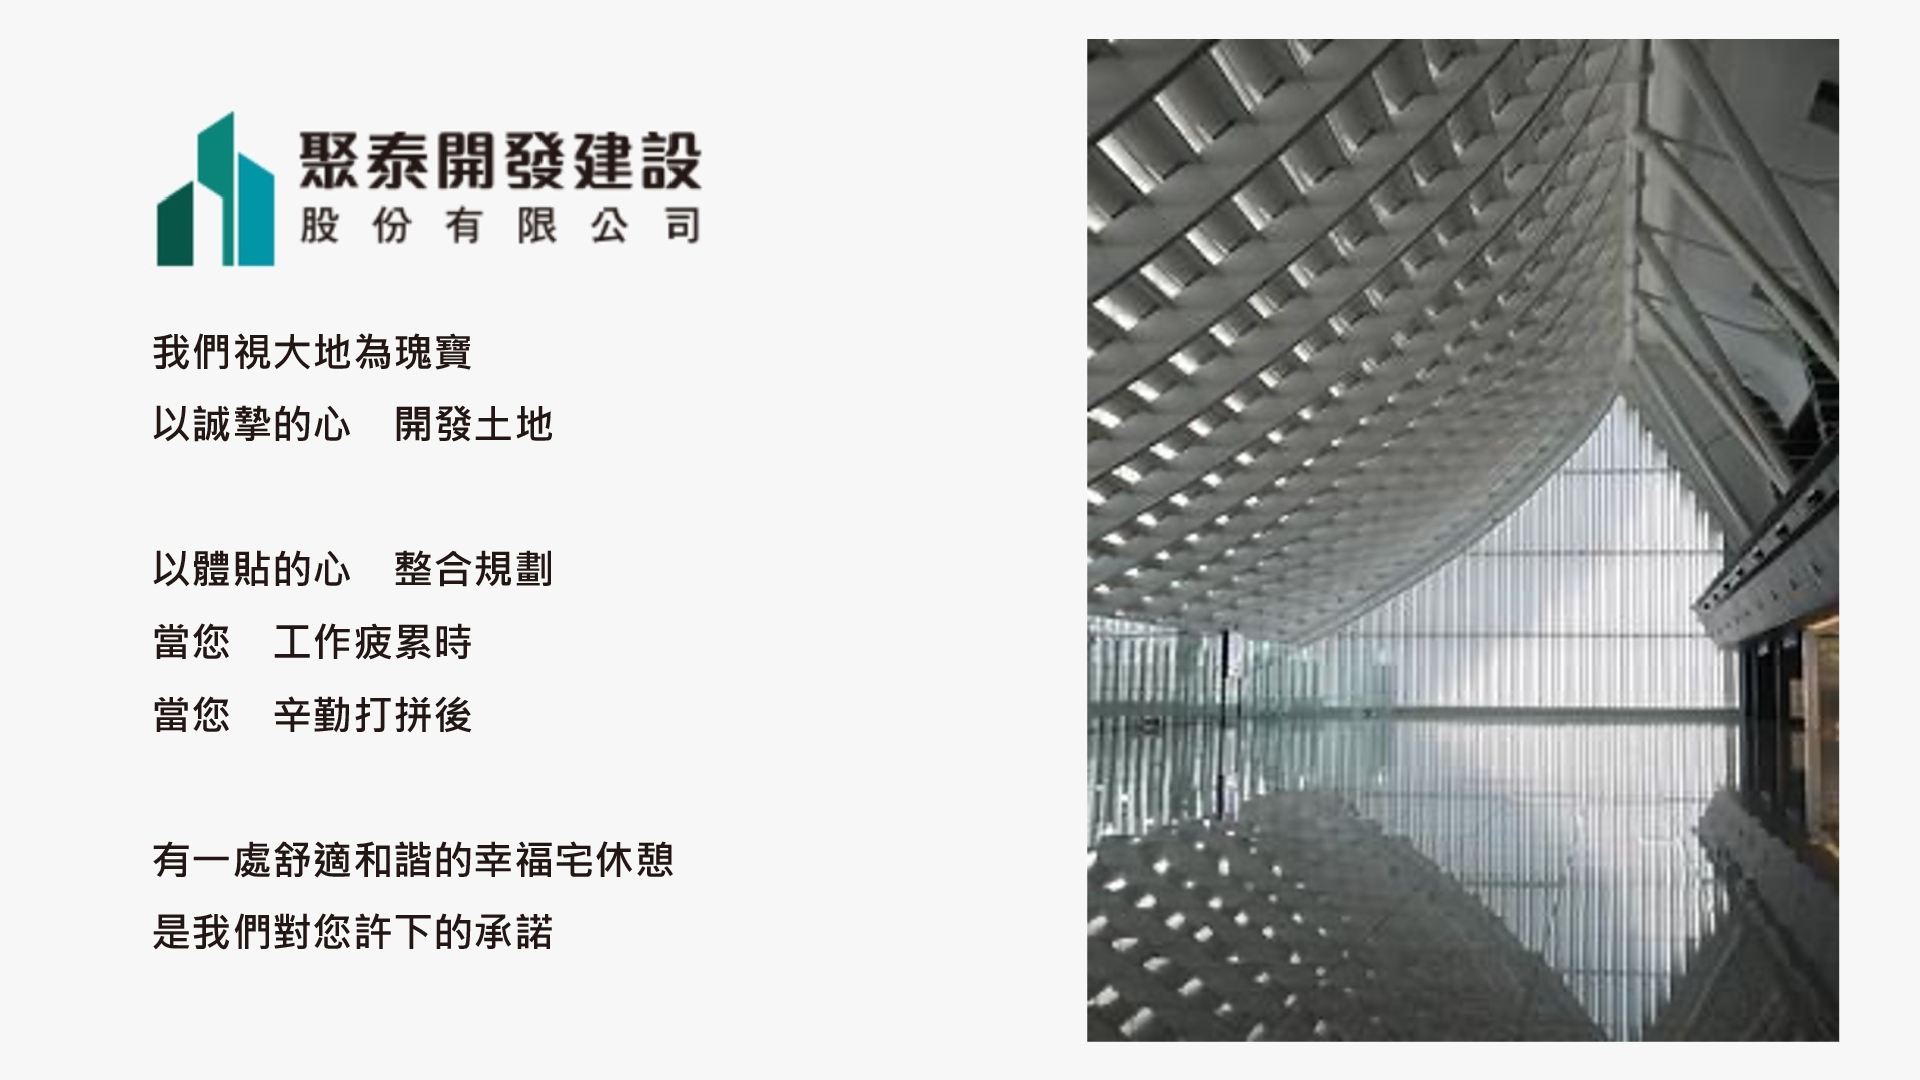 聚泰開發建設
股份有限公司
我們視大地為瑰寶
以誠摯的心　開發土地
以體貼的心　整合規劃
當您　工作疲累時
當您　辛勤打拼後
有一處舒適和諧的幸福宅休憩
是我們對您許下的承諾